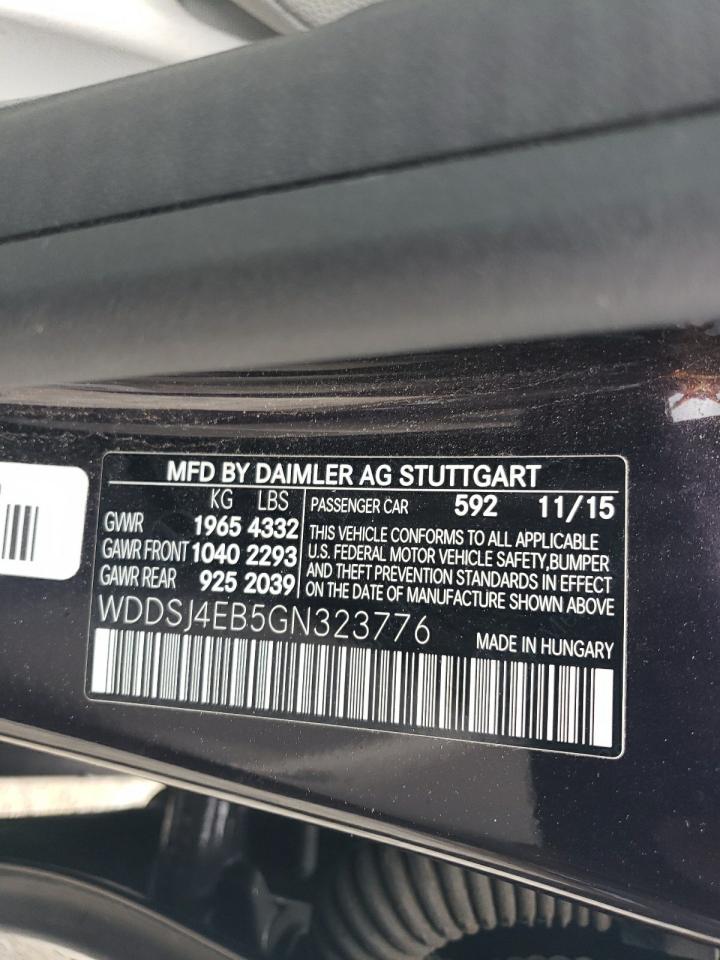 MFD BY DAIMLER AG STUTTGART
KG LBS
GVWR 1965 4332
GAWR FRONT 1040 2293
GAWR REAR 925 2039
PASSENGER CAR 592 11/15
THIS VEHICLE CONFORMS TO ALL APPLICABLE
U.S. FEDERAL MOTOR VEHICLE SAFETY,BUMPER
AND THEFT PREVENTION STANDARDS IN EFFECT
ON THE DATE OF MANUFACTURE SHOWN ABOVE
WDDSJ4EB5GN323776
MADE IN HUNGARY